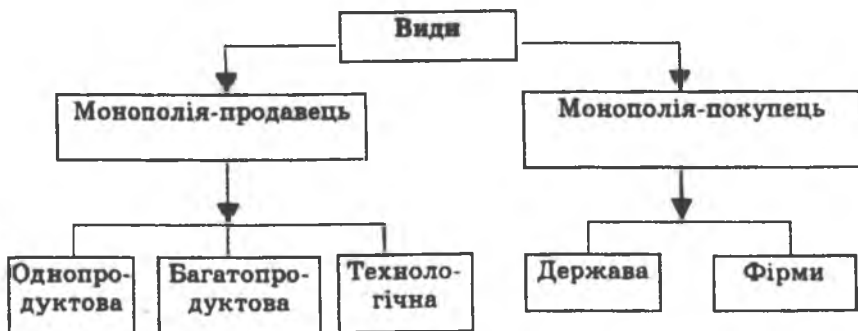 Види
Монополія-продавець
Монополія-покупець
Однопро-
дуктова
Багатопро-
дуктова
Техноло-
гічна
Держава
Фірми